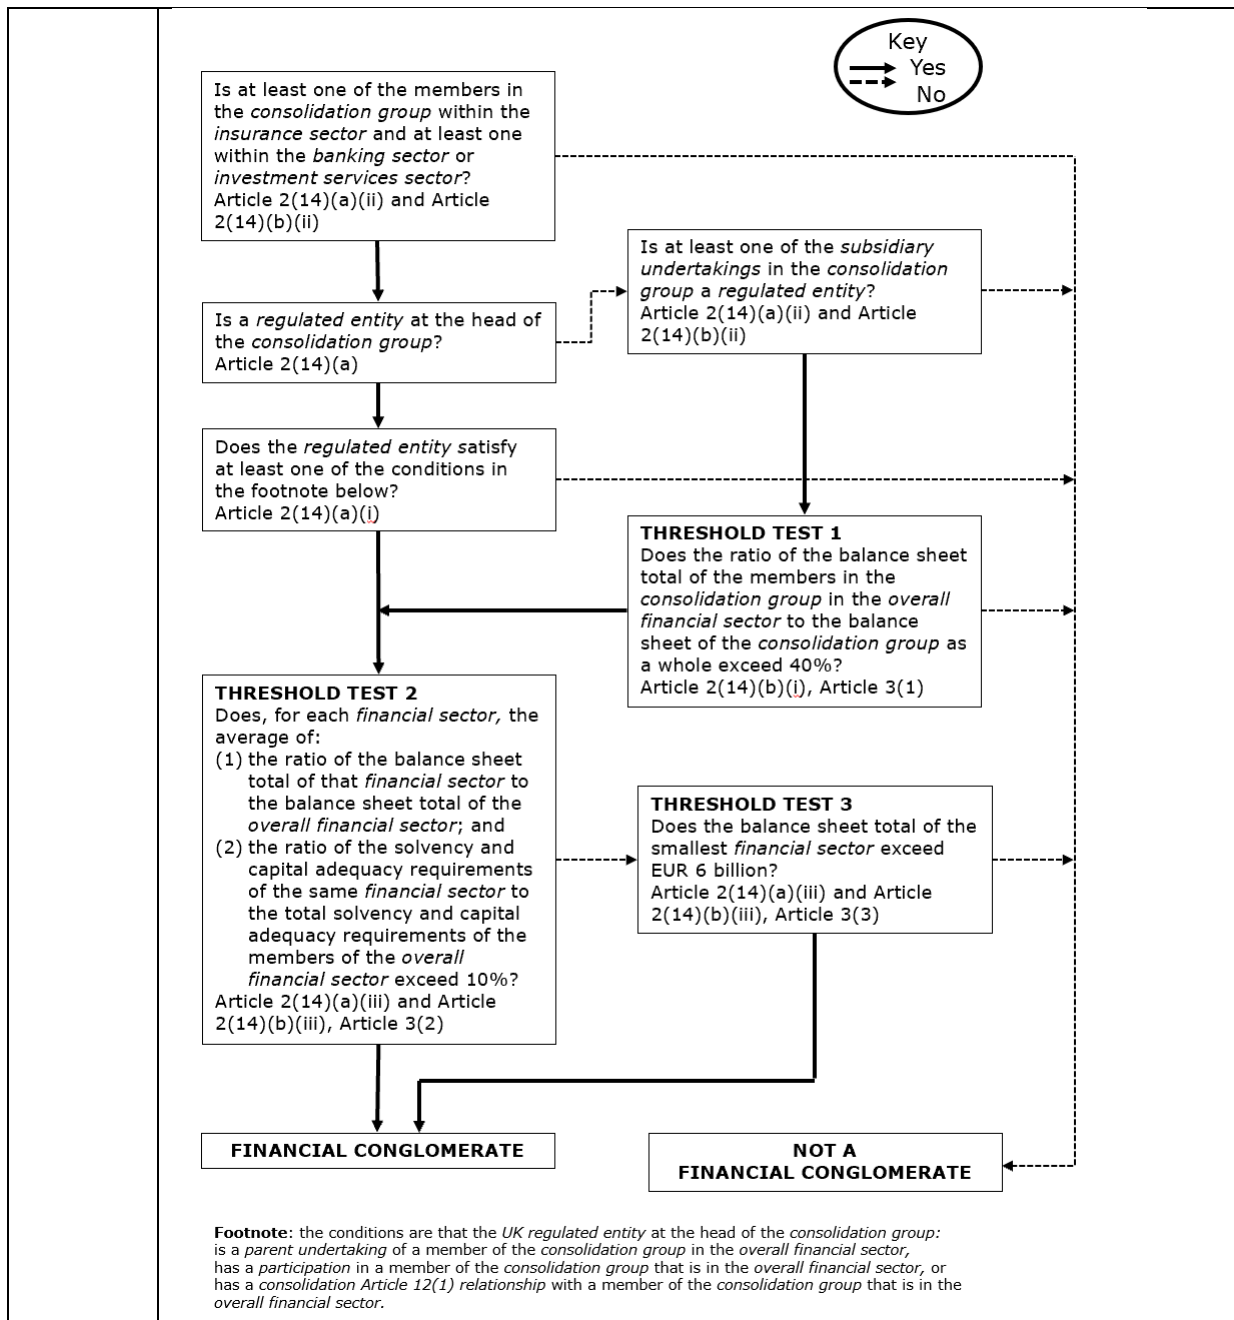 Key
Yes
No
Is at least one of the members in
the consolidation group within the
insurance sector and at least one
within the banking sector or
investment services sector?
Article 2(14)(a)(ii) and Article
2(14)(b)(ii)
Is at least one of the subsidiary
undertakings in the consolidation
group a regulated entity?
Article 2(14)(a)(ii) and Article
2(14)(b)(ii)
Is a regulated entity at the head of
the consolidation group?
Article 2(14)(a)
Does the regulated entity satisfy
at least one of the conditions in
the footnote below?
Article 2(14)(a)(i)
THRESHOLD TEST 1
Does the ratio of the balance sheet
total of the members in the
consolidation group in the overall
financial sector to the balance
sheet of the consolidation group as
a whole exceed 40%?
Article 2(14)(b)(i), Article 3(1)
THRESHOLD TEST 2
Does, for each financial sector, the
average of:
(1) the ratio of the balance sheet
total of that financial sector to
the balance sheet total of the
overall financial sector; and
(2) the ratio of the solvency and
capital adequacy requirements
of the same financial sector to
the total solvency and capital
adequacy requirements of the
members of the overall
financial sector exceed 10%?
Article 2(14)(a)(iii) and Article
2(14)(b)(iii), Article 3(2)
THRESHOLD TEST 3
Does the balance sheet total of the
smallest financial sector exceed
EUR 6 billion?
Article 2(14)(a)(iii) and Article
2(14)(b)(iii), Article 3(3)
FINANCIAL CONGLOMERATE
NOT A
FINANCIAL CONGLOMERATE
Footnote: the conditions are that the UK regulated entity at the head of the consolidation group:
is a parent undertaking of a member of the consolidation group in the overall financial sector,
has a participation in a member of the consolidation group that is in the overall financial sector, or
has a consolidation Article 12(1) relationship with a member of the consolidation group that is in the
overall financial sector.